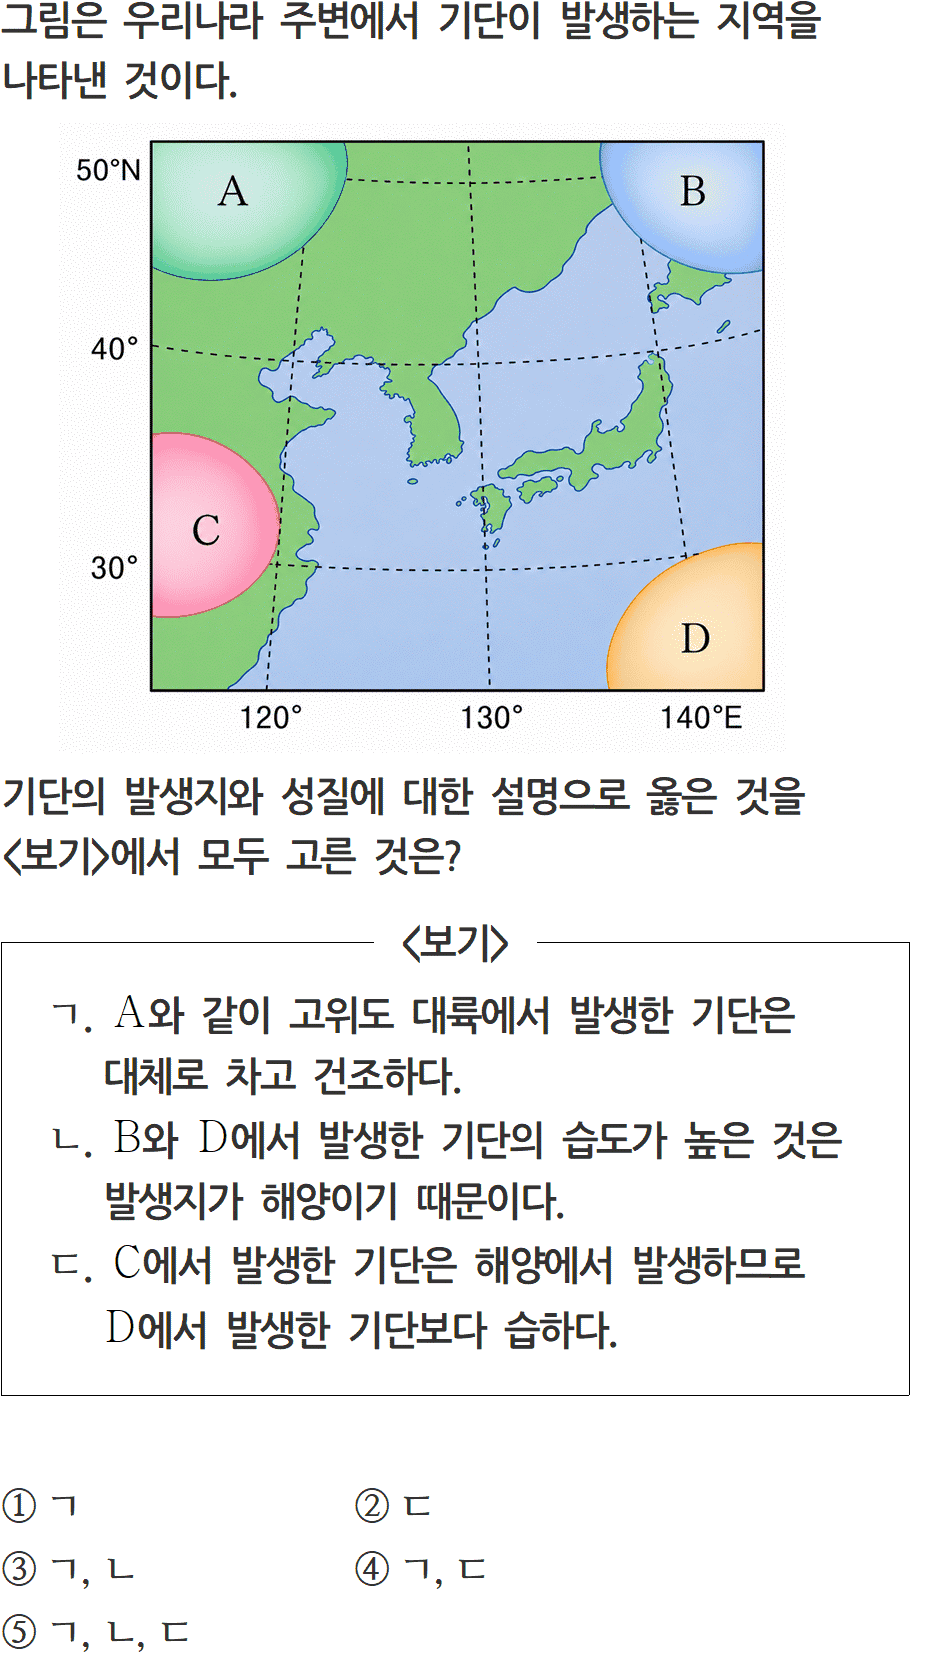 그림은 우리나라 주변에서 기단이 발생하는 지역을
나타낸 것이다.
50°N
A
B
40°
C
30°
D
120°
130°
140°E
기단의 발생지와 성질에 대한 설명으로 옳은 것을
<보기>에서 모두 고른 것은?
<보기>
ㄱ. A와 같이 고위도 대륙에서 발생한 기단은
대체로 차고 건조하다.
ㄴ. B와 D에서 발생한 기단의 습도가 높은 것은
발생지가 해양이기 때문이다.
ㄷ. C에서 발생한 기단은 해양에서 발생하므로
D에서 발생한 기단보다 습하다.
① ㄱ ② ㄷ
③ ㄱ, ㄴ ④ ㄱ, ㄷ
⑤ ㄱ, ㄴ, ㄷ